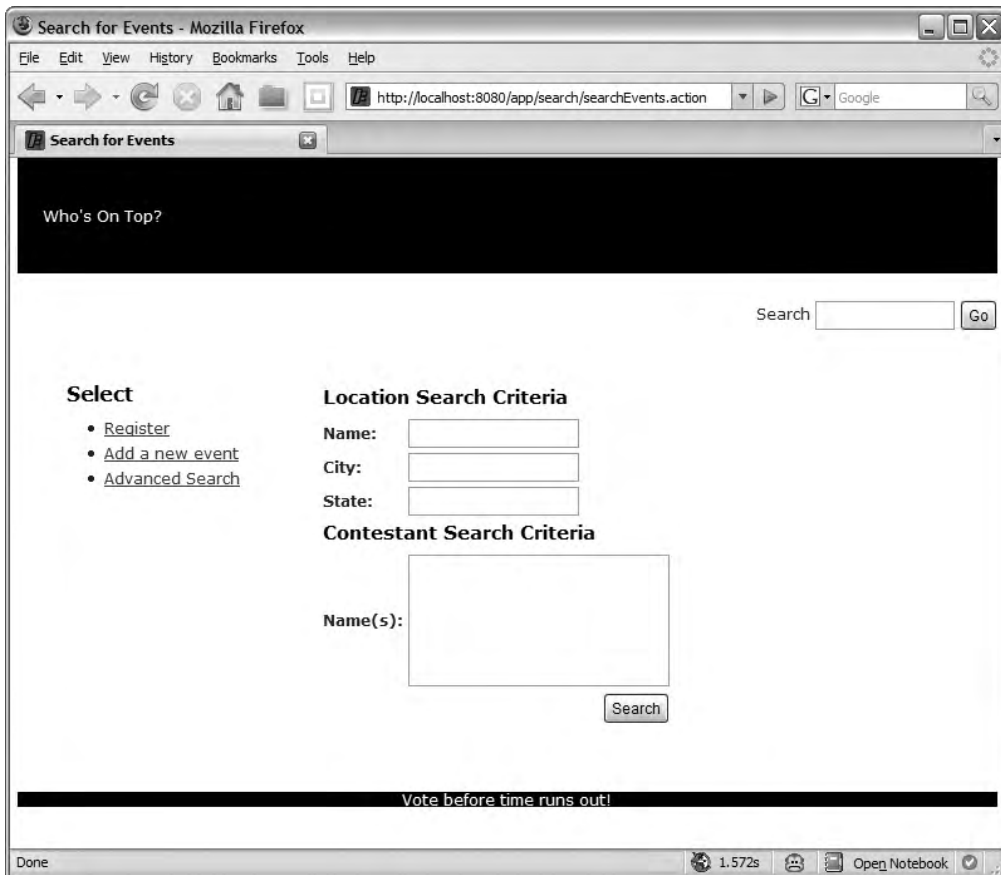 Search for Events - Mozilla Firefox
File Edit View History Bookmarks Tools Help
http://localhost:8080/app/search/searchEvents.action
G Google
Search for Events
Who's On Top?
Search Go
Select
Register
Add a new event
Advanced Search
Location Search Criteria
Name:
City:
State:
Contestant Search Criteria
Name(s):
Search
Vote before time runs out!
Done 1.572s Open Notebook